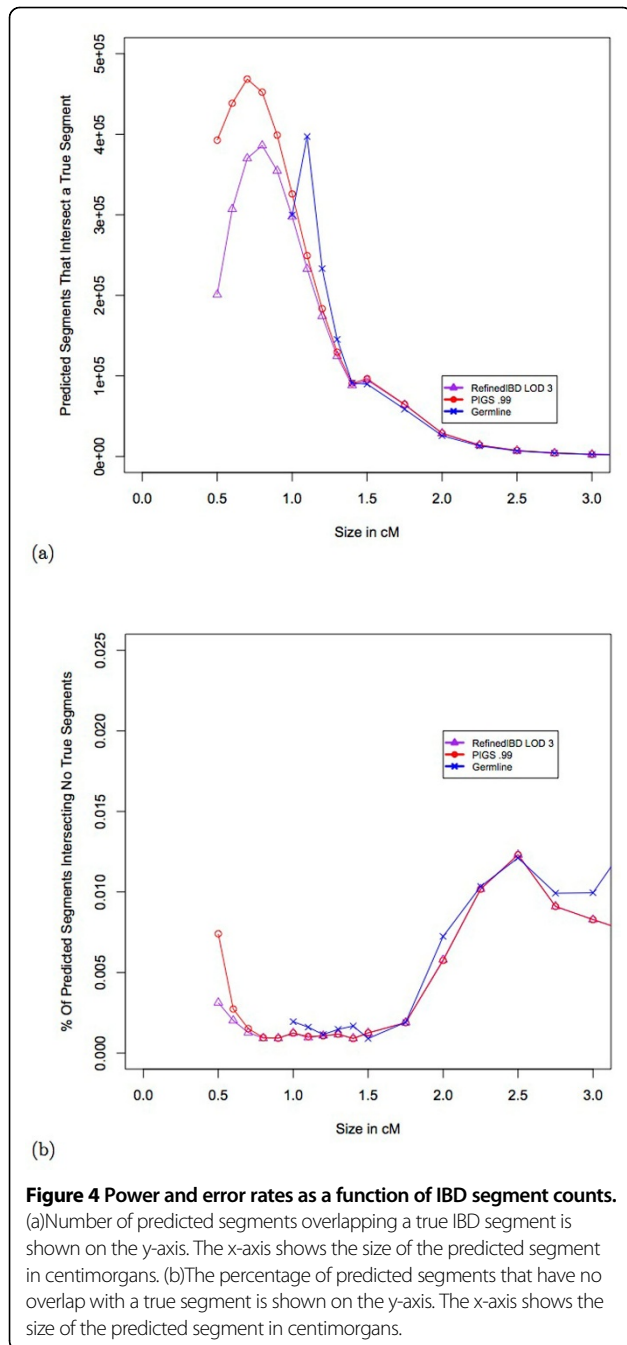 5e+05
4e+05
3e+05
2e+05
1e+05
0e+00
Predicted Segments That Intersect a True Segment
RefinedIBD LOD 3
PIGS .99
Germline
0.0 0.5 1.0 1.5 2.0 2.5 3.0
Size in cM
(a)
0.025
0.020
0.015
0.010
0.005
0.000
% Of Predicted Segments Intersecting No True Segments
RefinedIBD LOD 3
PIGS .99
Germline
0.0 0.5 1.0 1.5 2.0 2.5 3.0
Size in cM
(b)
Figure 4 Power and error rates as a function of IBD segment counts.
(a)Number of predicted segments overlapping a true IBD segment is
shown on the y-axis. The x-axis shows the size of the predicted segment
in centimorgans. (b)The percentage of predicted segments that have no
overlap with a true segment is shown on the y-axis. The x-axis shows the
size of the predicted segment in centimorgans.